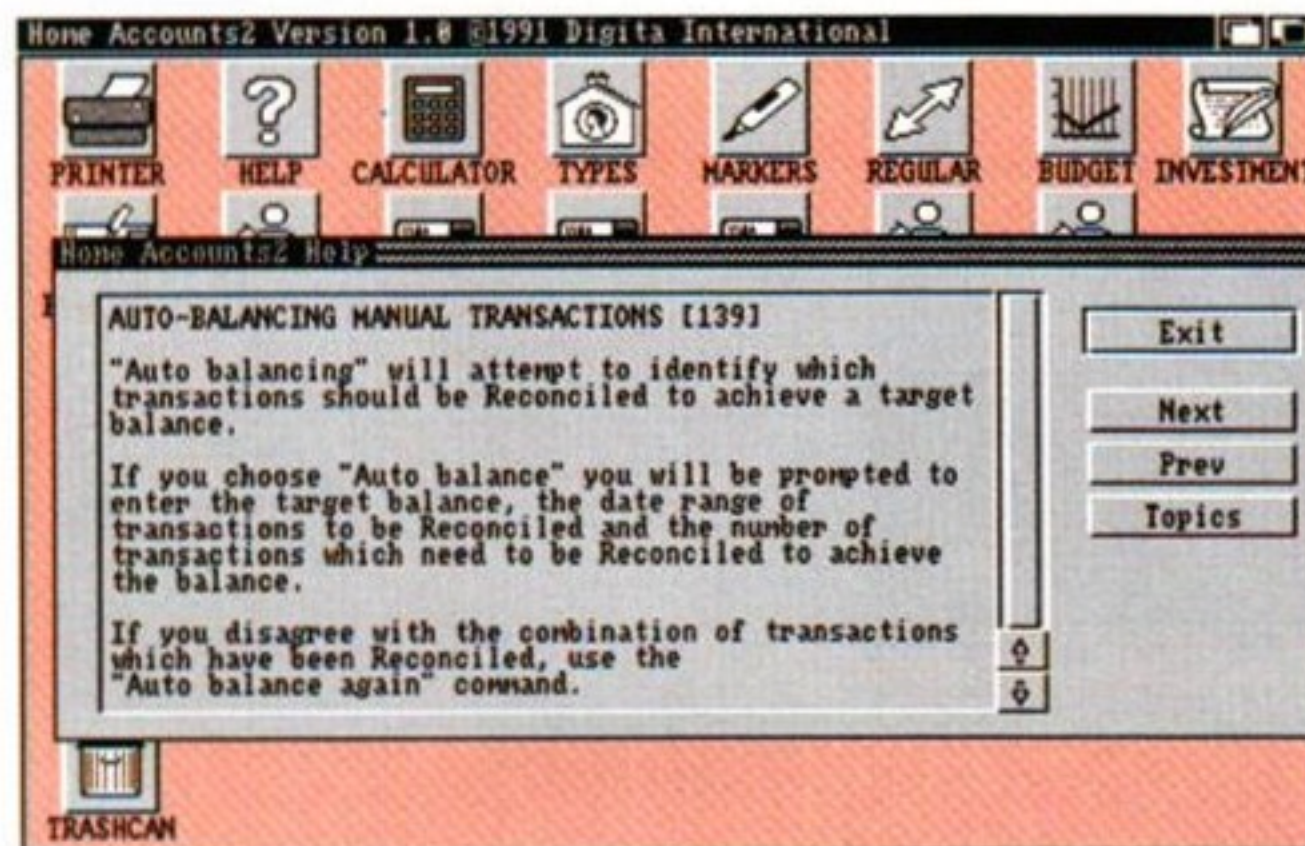 Home Accounts2 Version 1.0 ©1991 Digita International
PRINTER HELP CALCULATOR TYPES MARKERS REGULAR BUDGET INVESTMENT
Home Accounts2 Help
AUTO-BALANCING MANUAL TRANSACTIONS [139]
"Auto balancing" will attempt to identify which
transactions should be Reconciled to achieve a target
balance.
If you choose "Auto balance" you will be prompted to
enter the target balance, the date range of
transactions to be Reconciled and the number of
transactions which need to be Reconciled to achieve
the balance.
If you disagree with the combination of transactions
which have been Reconciled, use the
"Auto balance again" command.
Exit
Next
Prev
Topics
TRASHCAN